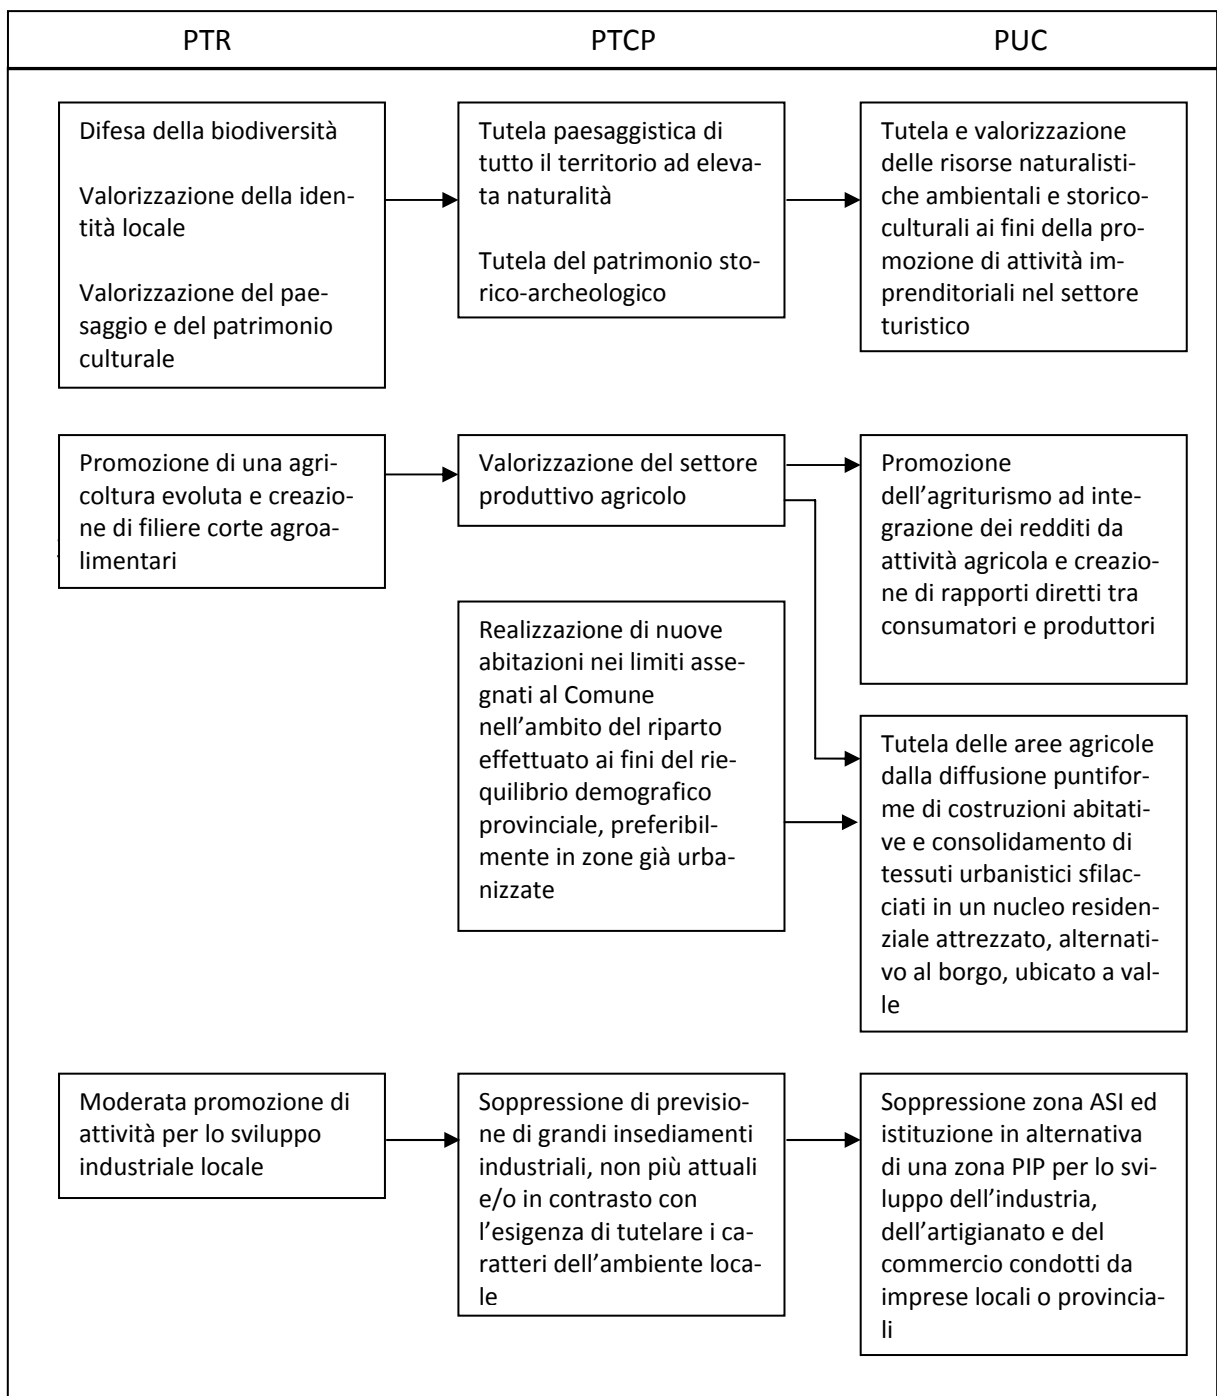 PTR
PTCP
PUC
Difesa della biodiversità
Valorizzazione della iden-
tità locale
Valorizzazione del pae-
saggio e del patrimonio
culturale
Tutela paesaggistica di
tutto il territorio ad eleva-
ta naturalità
Tutela del patrimonio sto-
rico-archeologico
Tutela e valorizzazione
delle risorse naturalisti-
che ambientali e storico-
culturali ai fini della pro-
mozione di attività im-
prenditoriali nel settore
turistico
Promozione di una agri-
coltura evoluta e creazio-
ne di filiere corte agroa-
limentari
Valorizzazione del settore
produttivo agricolo
Promozione
dell’agriturismo ad inte-
grazione dei redditi da
attività agricola e creazio-
ne di rapporti diretti tra
consumatori e produttori
Realizzazione di nuove
abitazioni nei limiti asse-
gnati al Comune
nell’ambito del riparto
effettuato ai fini del rie-
quilibrio demografico
provinciale, preferibil-
mente in zone già urba-
nizzate
Tutela delle aree agricole
dalla diffusione puntifor-
me di costruzioni abitati-
ve e consolidamento di
tessuti urbanistici sfilac-
ciati in un nucleo residen-
ziale attrezzato, alternati-
vo al borgo, ubicato a val-
le
Moderata promozione di
attività per lo sviluppo
industriale locale
Soppressione di previsio-
ne di grandi insediamenti
industriali, non più attuali
e/o in contrasto con
l’esigenza di tutelare i ca-
ratteri dell’ambiente loca-
le
Soppressione zona ASI ed
istituzione in alternativa
di una zona PIP per lo svi-
luppo dell’industria,
dell’artigianato e del
commercio condotti da
imprese locali o provincia-
li